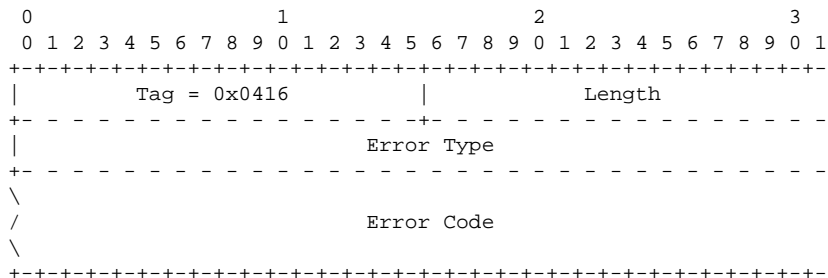 0                   1                   2                   3
 0 1 2 3 4 5 6 7 8 9 0 1 2 3 4 5 6 7 8 9 0 1 2 3 4 5 6 7 8 9 0 1
+-+-+-+-+-+-+-+-+-+-+-+-+-+-+-+-+-+-+-+-+-+-+-+-+-+-+-+-+-+-+-+-
|         Tag = 0x0416          |            Length
+- - - - - - - - - - - - - - - -+- - - - - - - - - - - - - - - -
|                           Error Type
+- - - - - - - - - - - - - - - - - - - - - - - - - - - - - - - -
\
/                           Error Code
\
+-+-+-+-+-+-+-+-+-+-+-+-+-+-+-+-+-+-+-+-+-+-+-+-+-+-+-+-+-+-+-+-